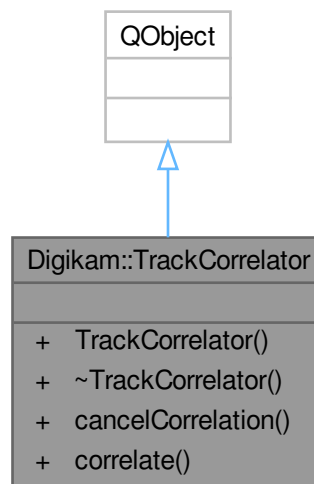 QObject
Digikam::TrackCorrelator
+ TrackCorrelator()
+ ~TrackCorrelator()
+ cancelCorrelation()
+ correlate()